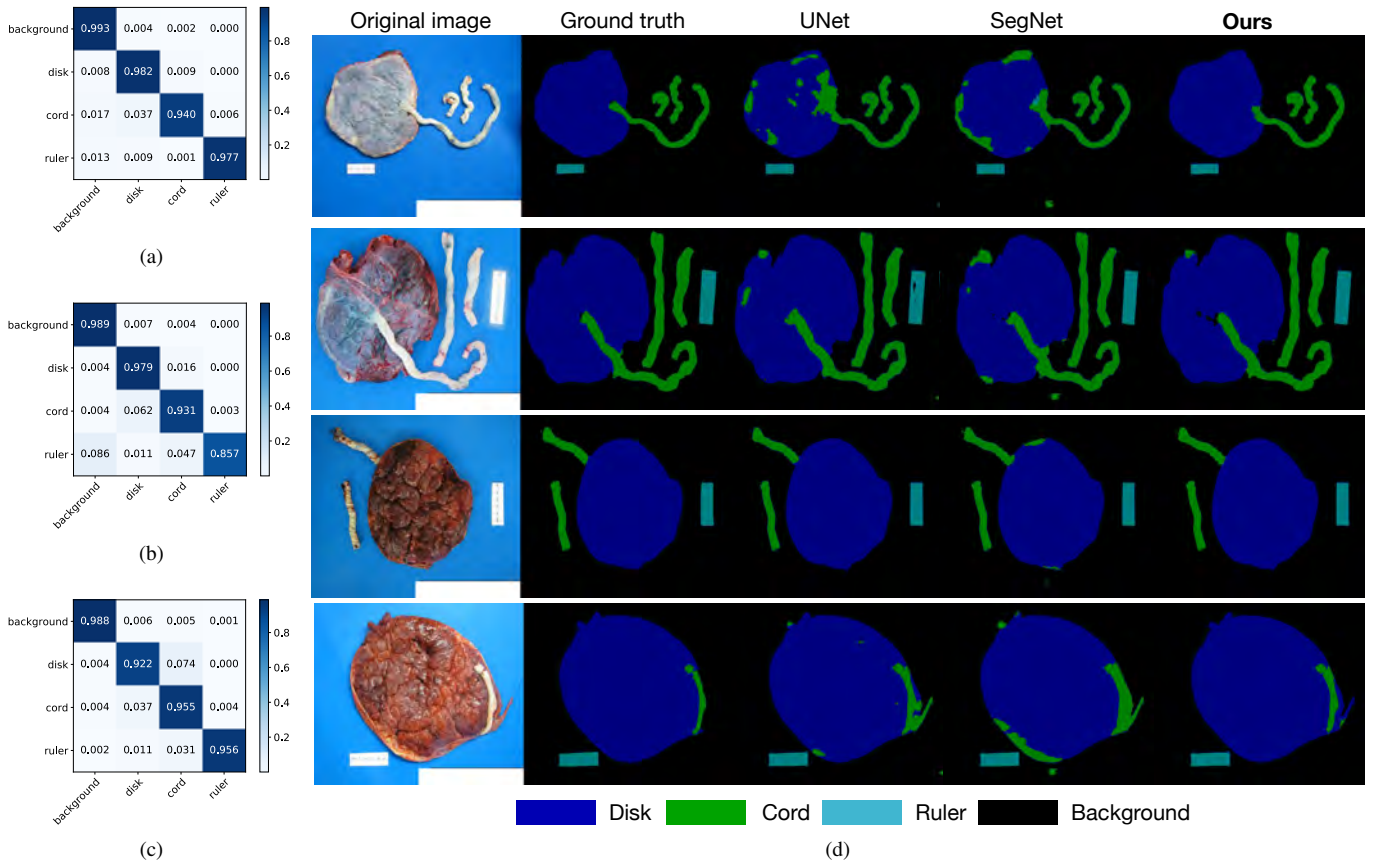 background 0.993 0.004 0.002 0.000
disk 0.008 0.982 0.009 0.000
cord 0.017 0.037 0.940 0.006
ruler 0.013 0.009 0.001 0.977
background disk cord ruler
0.8
0.6
0.4
0.2
(a)
background 0.989 0.007 0.004 0.000
disk 0.004 0.979 0.016 0.000
cord 0.004 0.062 0.931 0.003
ruler 0.086 0.011 0.047 0.857
background disk cord ruler
0.8
0.6
0.4
0.2
(b)
background 0.988 0.006 0.005 0.001
disk 0.004 0.922 0.074 0.000
cord 0.004 0.037 0.955 0.004
ruler 0.002 0.011 0.031 0.956
background disk cord ruler
0.8
0.6
0.4
0.2
(c)
Original image Ground truth UNet SegNet Ours
Disk Cord Ruler Background
(d)